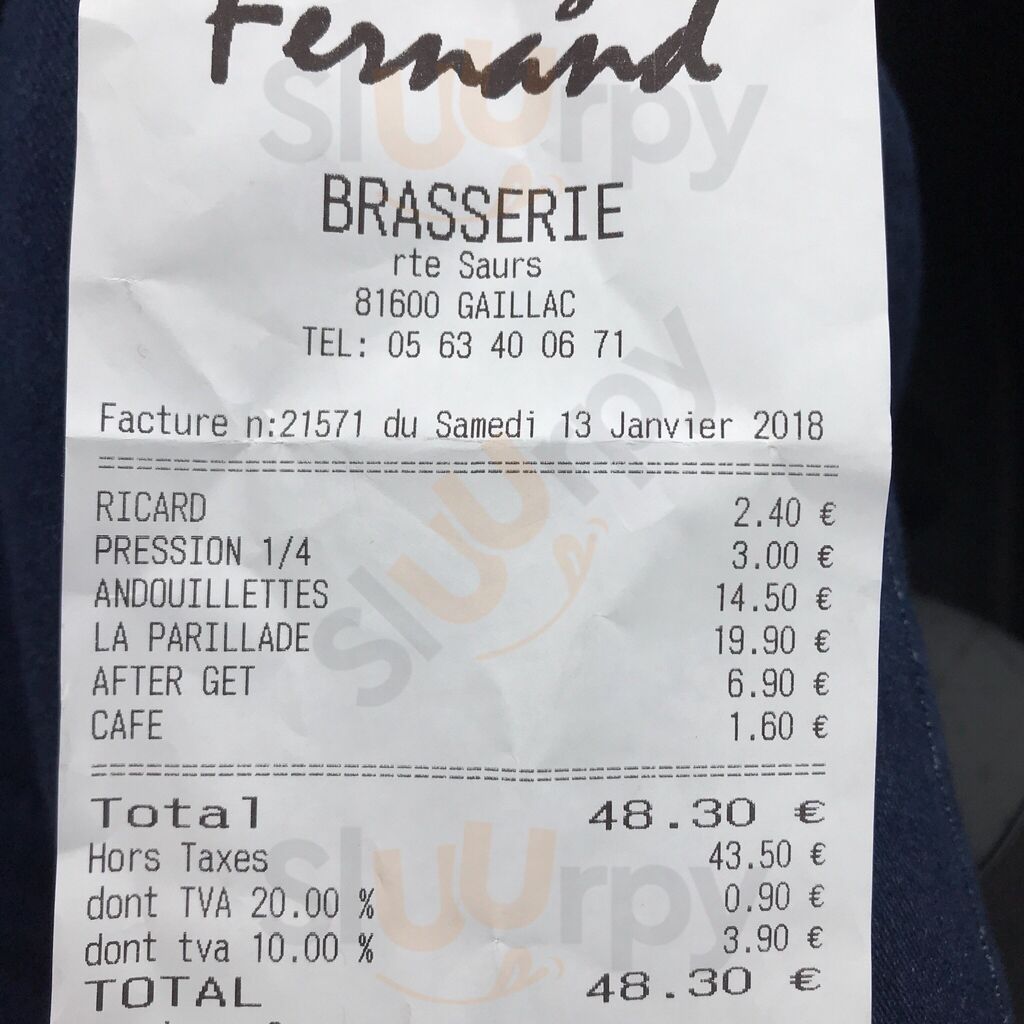 Fernand
BRASSERIE
rte Saurs
81600 GAILLAC
TEL: 05 63 40 06 71
Facture n:21571 du Samedi 13 Janvier 2018
RICARD 2.40 €
PRESSION 1/4 3.00 €
ANDOUILLETTES 14.50 €
LA PARILLADE 19.90 €
AFTER GET 6.90 €
CAFE 1.60 €
Total 48.30 €
Hors Taxes 43.50 €
dont TVA 20.00 % 0.90 €
dont tva 10.00 % 3.90 €
TOTAL 48.30 €
Sluurpy
Sluurpy
Sluurpy